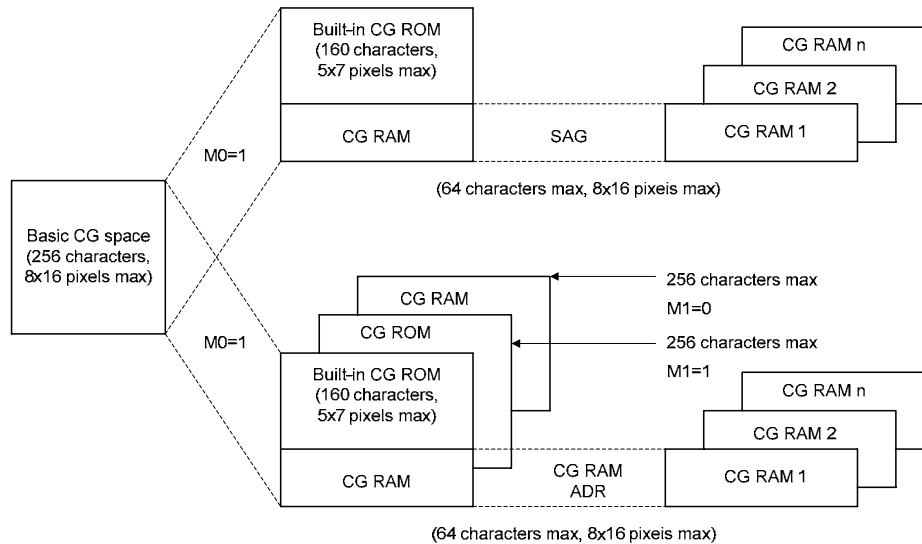 Built-in CG ROM
(160 characters,
5x7 pixels max)
CG RAM
M0=1
SAG
CG RAM n
CG RAM 2
CG RAM 1
(64 characters max, 8x16 pixeis max)
Basic CG space
(256 characters,
8x16 pixels max)
M0=1
CG RAM
CG ROM
Built-in CG ROM
(160 characters,
5x7 pixels max)
CG RAM
256 characters max
M1=0
256 characters max
M1=1
CG RAM
ADR
CG RAM n
CG RAM 2
CG RAM 1
(64 characters max, 8x16 pixels max)